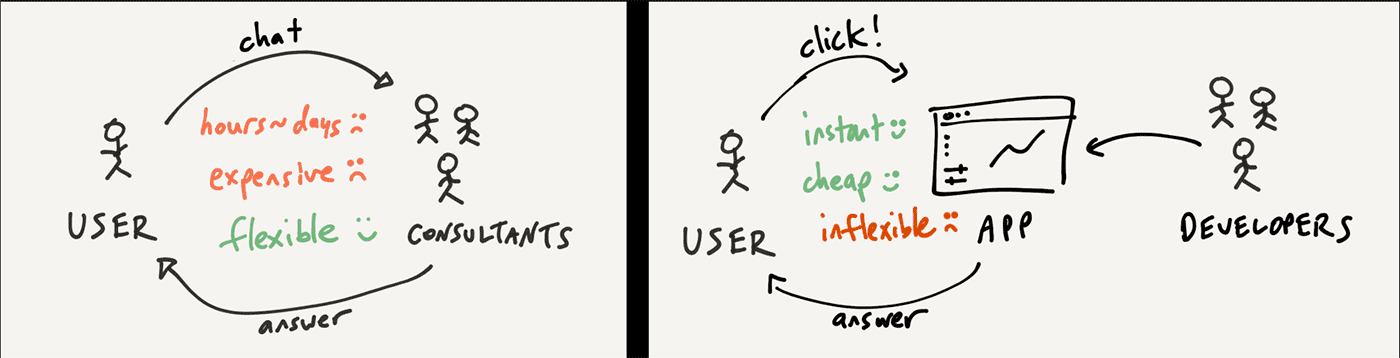 chat
hours~days
expensive
flexible
USER
CONSULTANTS
answer
click!
instant
cheap
inflexible
USER
APP
DEVELOPERS
answer